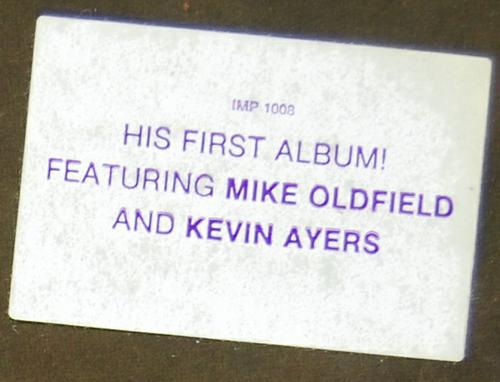 IMP 1008
HIS FIRST ALBUM!
FEATURING MIKE OLDFIELD
AND KEVIN AYERS